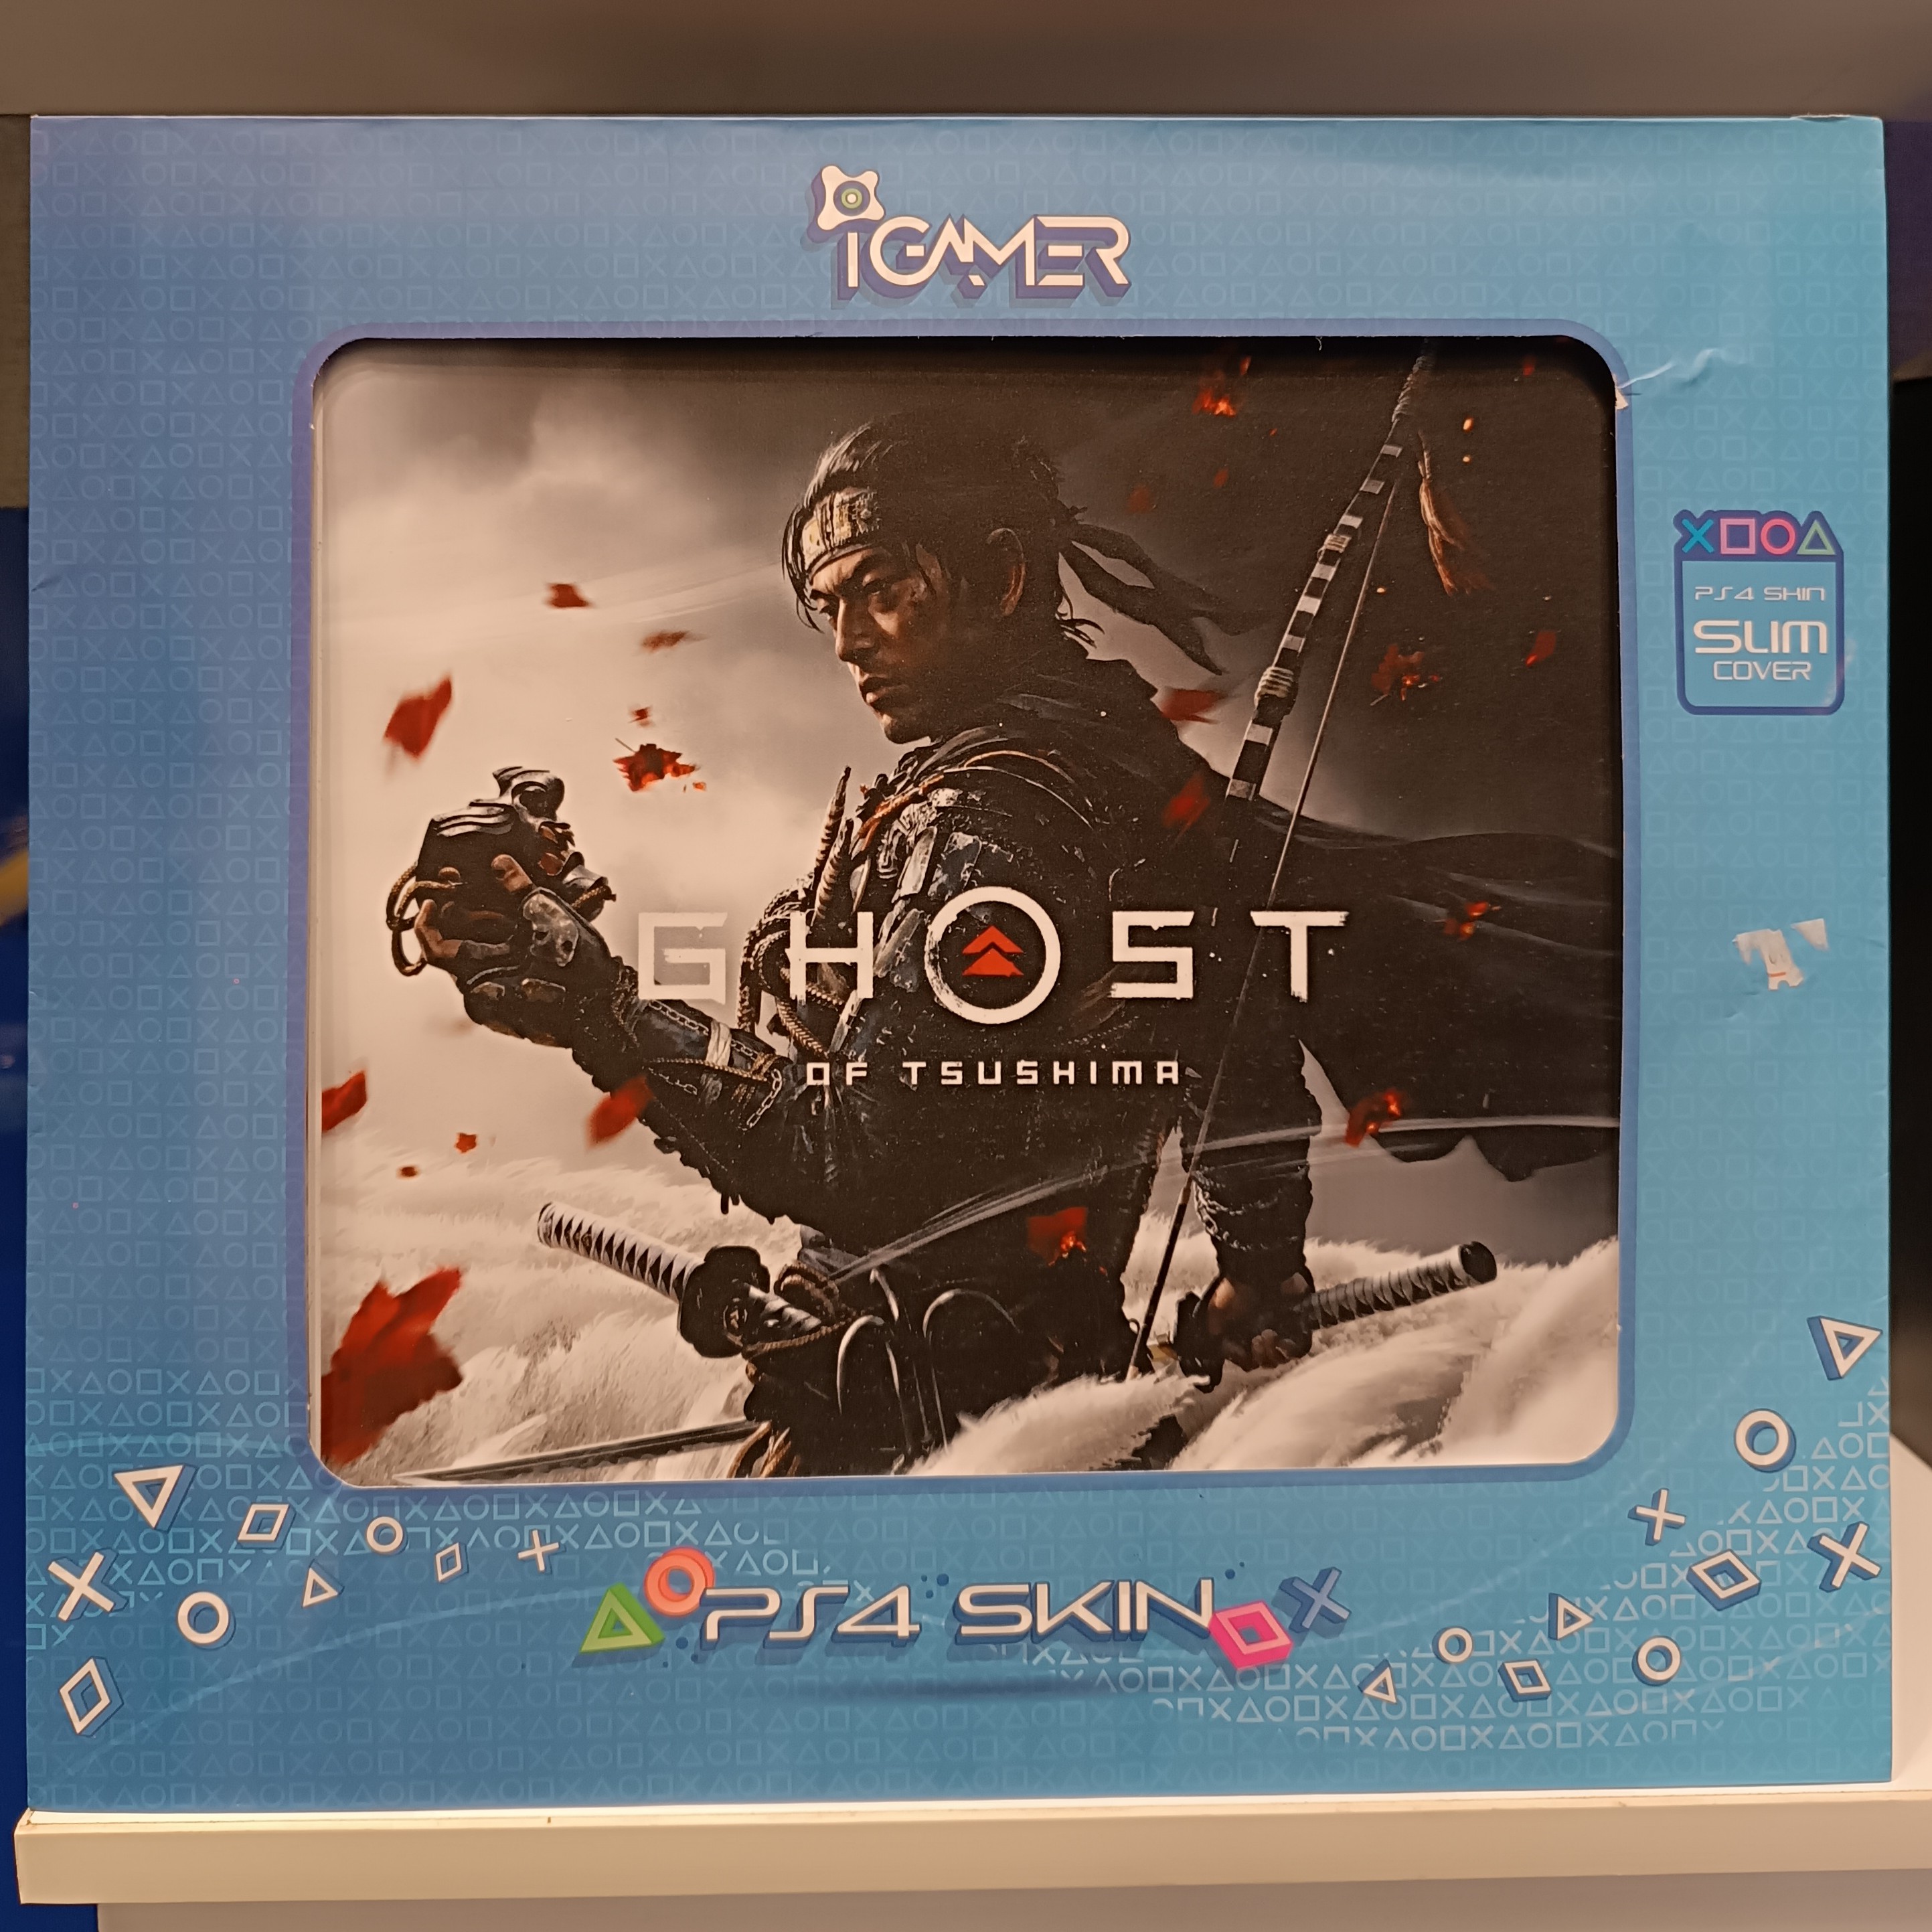 iGAMER
PS4 SKIN
SLIM
COVER
GHOST
OF TSUSHIMA
PS4 SKIN